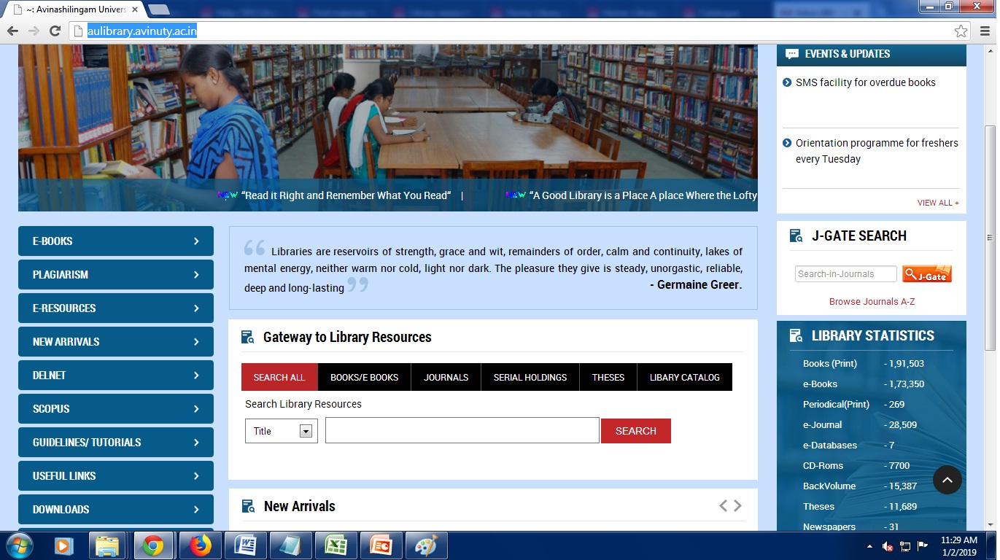 ~: Avinashilingam Univers
aulibrary.avinuty.ac.in
NEW “Read it Right and Remember What You Read“ |
NEW “A Good Library is a Place A place Where the Lofty
E-BOOKS
PLAGIARISM
E-RESOURCES
NEW ARRIVALS
DELNET
SCOPUS
GUIDELINES/ TUTORIALS
USEFUL LINKS
DOWNLOADS
“ Libraries are reservoirs of strength, grace and wit, remainders of order, calm and continuity, lakes of
mental energy, neither warm nor cold, light nor dark. The pleasure they give is steady, unorgastic, reliable,
deep and long-lasting ” - Germaine Greer.
Gateway to Library Resources
SEARCH ALL BOOKS/E BOOKS JOURNALS SERIAL HOLDINGS THESES LIBARY CATALOG
Search Library Resources
Title SEARCH
New Arrivals
EVENTS & UPDATES
SMS facility for overdue books
Orientation programme for freshers
every Tuesday
VIEW ALL +
J-GATE SEARCH
Search-in-Journals J-Gate
Browse Journals A-Z
LIBRARY STATISTICS
Books (Print) - 1,91,503
e-Books - 1,73,350
Periodical(Print) - 269
e-Journal - 28,509
e-Databases - 7
CD-Roms - 7700
BackVolume - 15,387
Theses - 11,689
Newspapers - 31
11:29 AM
1/2/2019